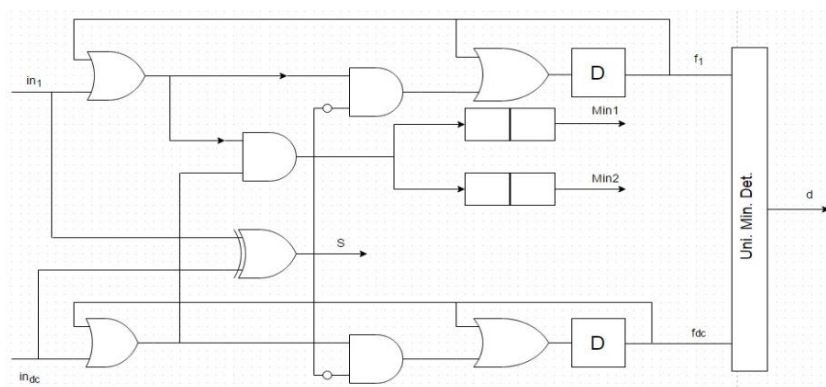 in1
D
f1
Min1
Min2
S
Uni. Min. Det.
d
indc
D
fdc